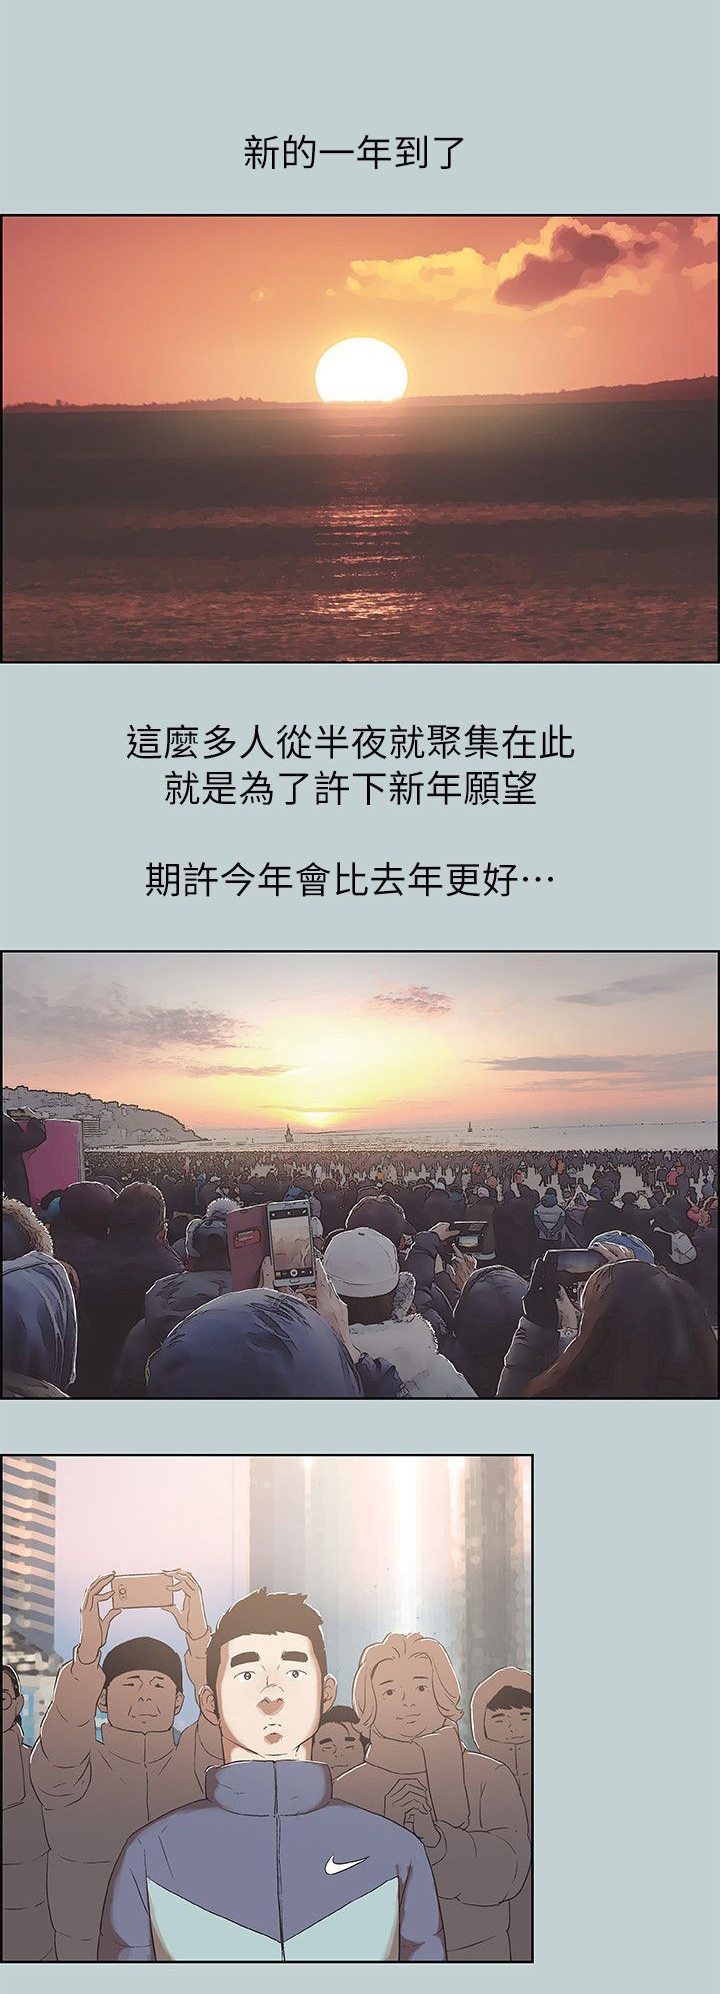 新的一年到了
這麼多人從半夜就聚集在此
就是為了許下新年願望
期許今年會比去年更好⋯